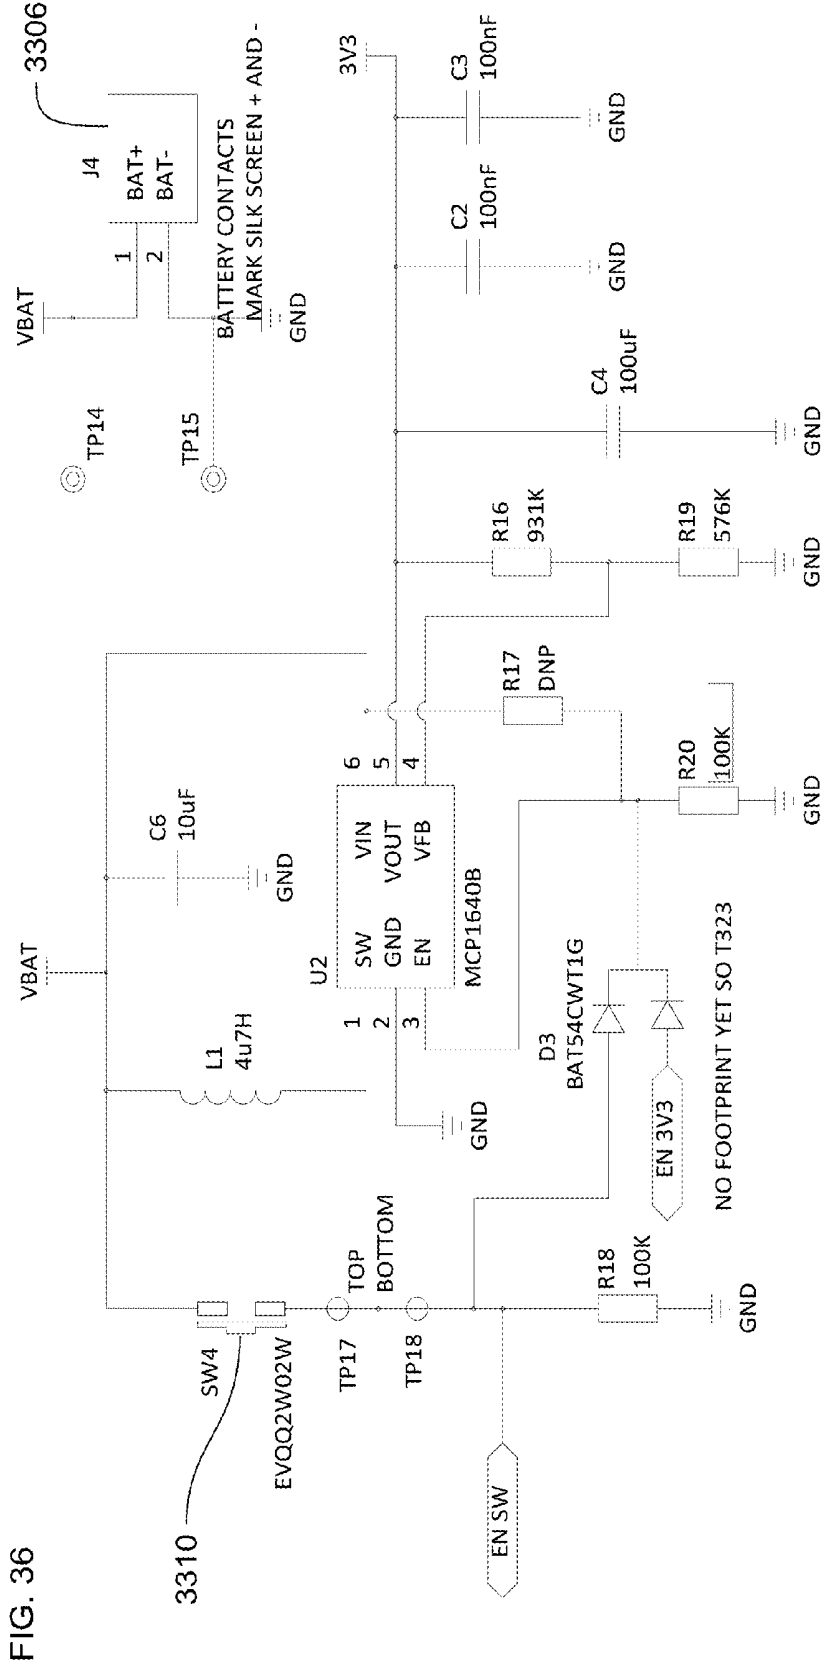 FIG. 36
3310
SW4
EVQQ2W02W
EN SW
TP17
TP18
TOP
BOTTOM
R18
100K
GND
VBAT
L1
4u7H
C6
10uF
GND
U2
1
2
3
SW
GND
EN
VIN
VOUT
VFB
6
5
4
MCP1640B
GND
D3
BAT54CWT1G
EN 3V3
NO FOOTPRINT YET SO T323
R17
DNP
R20
100K
GND
R16
931K
R19
576K
GND
C4
100uF
GND
C2
100nF
GND
C3
100nF
GND
3V3
TP14
TP15
VBAT
1
2
J4
BAT+
BAT-
3306
BATTERY CONTACTS
MARK SILK SCREEN + AND -
GND